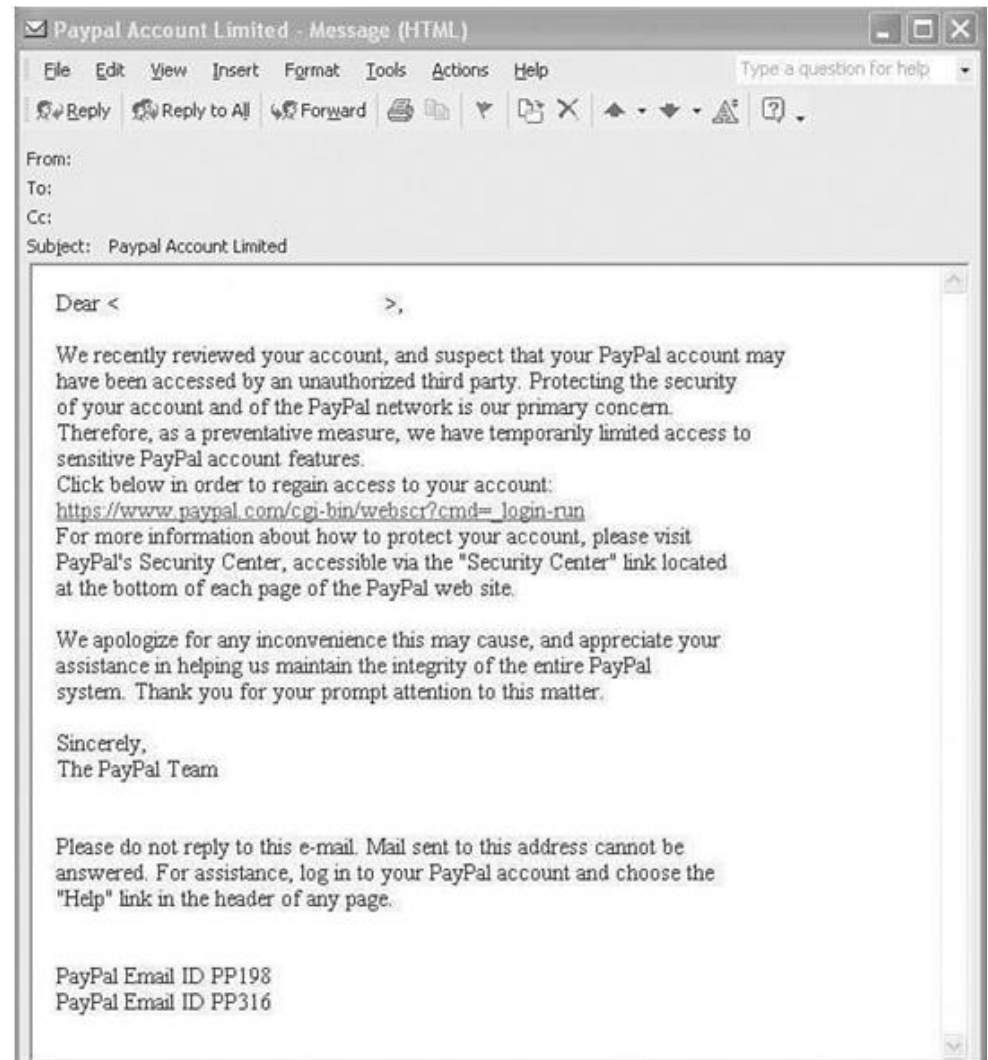 Paypal Account Limited - Message (HTML)
File Edit View Insert Format Tools Actions Help Type a question for help
Reply Reply to All Forward
From:
To:
Cc:
Subject: Paypal Account Limited
Dear < >,
We recently reviewed your account, and suspect that your PayPal account may
have been accessed by an unauthorized third party. Protecting the security
of your account and of the PayPal network is our primary concern.
Therefore, as a preventative measure, we have temporarily limited access to
sensitive PayPal account features.
Click below in order to regain access to your account:
https://www.paypal.com/cgi-bin/webscr?cmd=_login-run
For more information about how to protect your account, please visit
PayPal's Security Center, accessible via the "Security Center" link located
at the bottom of each page of the PayPal web site.
We apologize for any inconvenience this may cause, and appreciate your
assistance in helping us maintain the integrity of the entire PayPal
system. Thank you for your prompt attention to this matter.
Sincerely,
The PayPal Team
Please do not reply to this e-mail. Mail sent to this address cannot be
answered. For assistance, log in to your PayPal account and choose the
"Help" link in the header of any page.
PayPal Email ID PP198
PayPal Email ID PP316